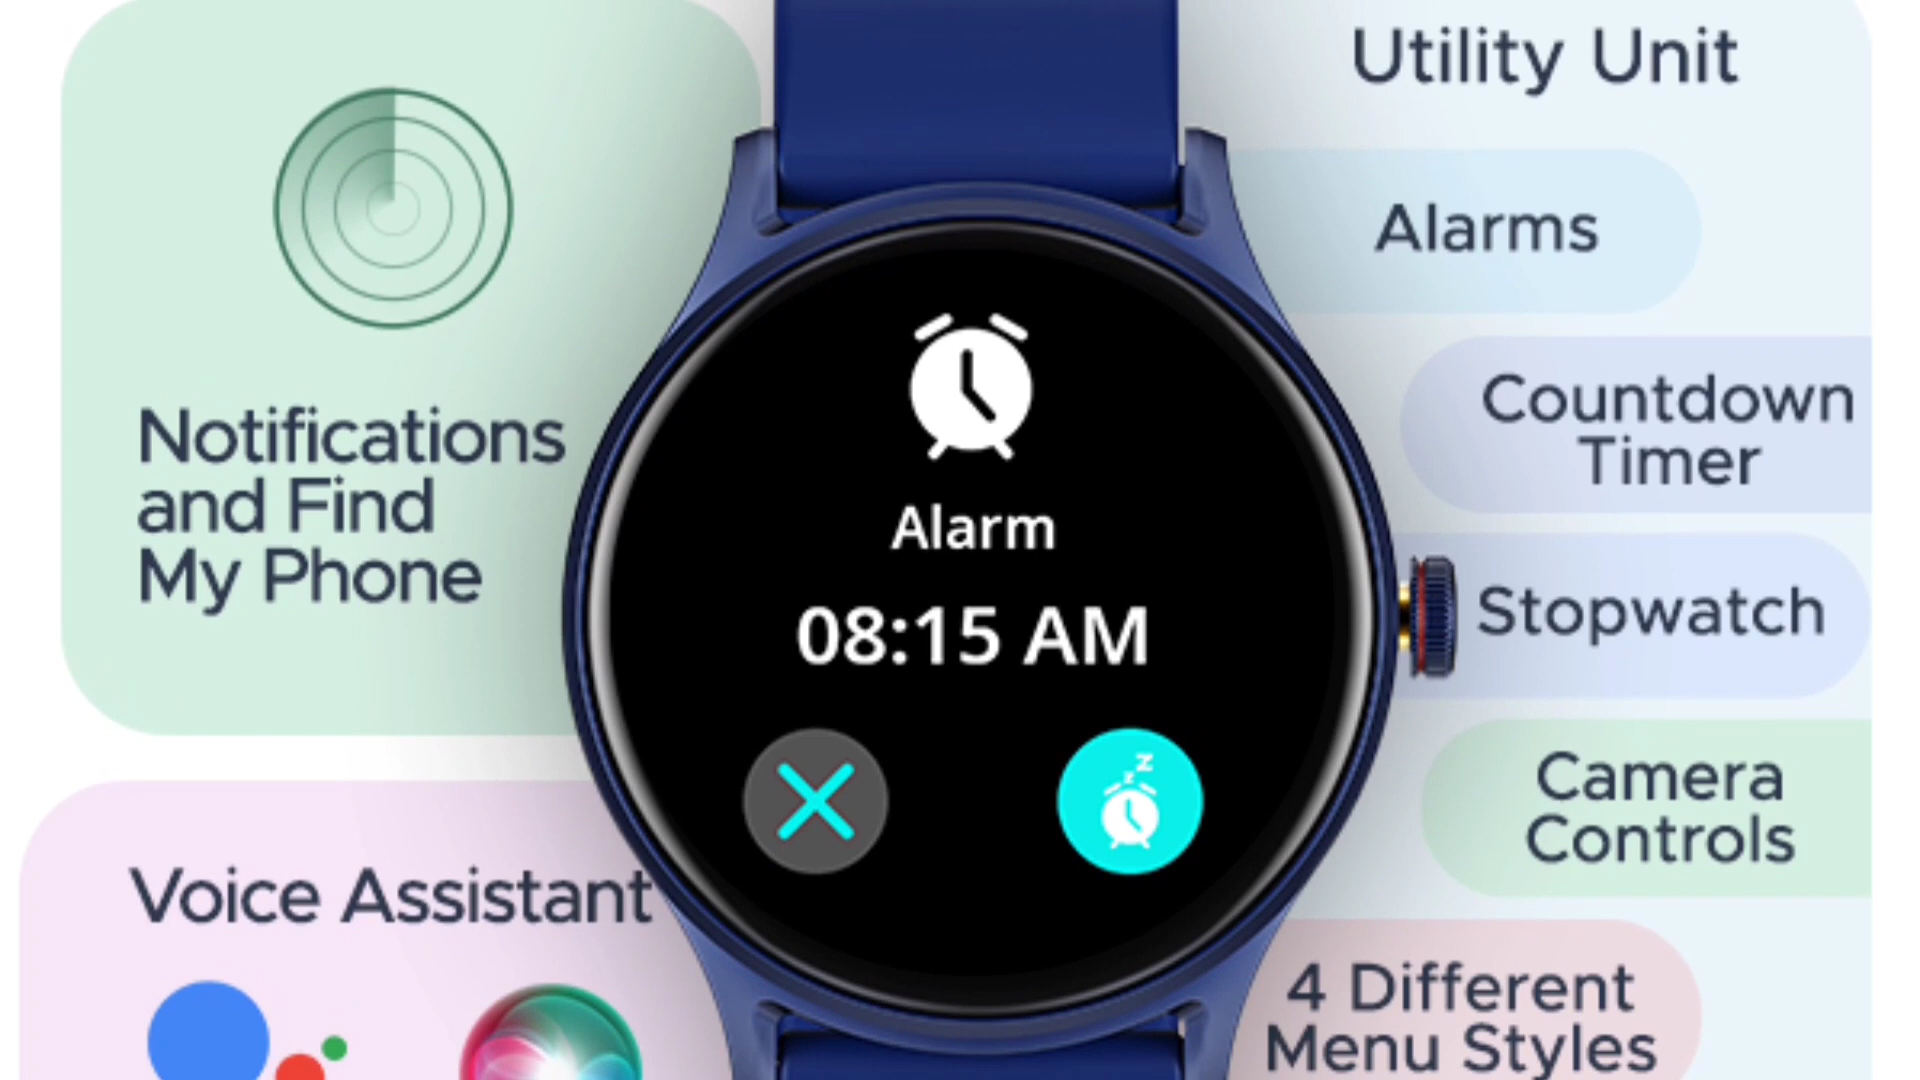 Notifications
and Find
My Phone
Voice Assistant
Alarm
08:15 AM
z
z
Utility Unit
Alarms
Countdown
Timer
Stopwatch
Camera
Controls
4 Different
Menu Styles